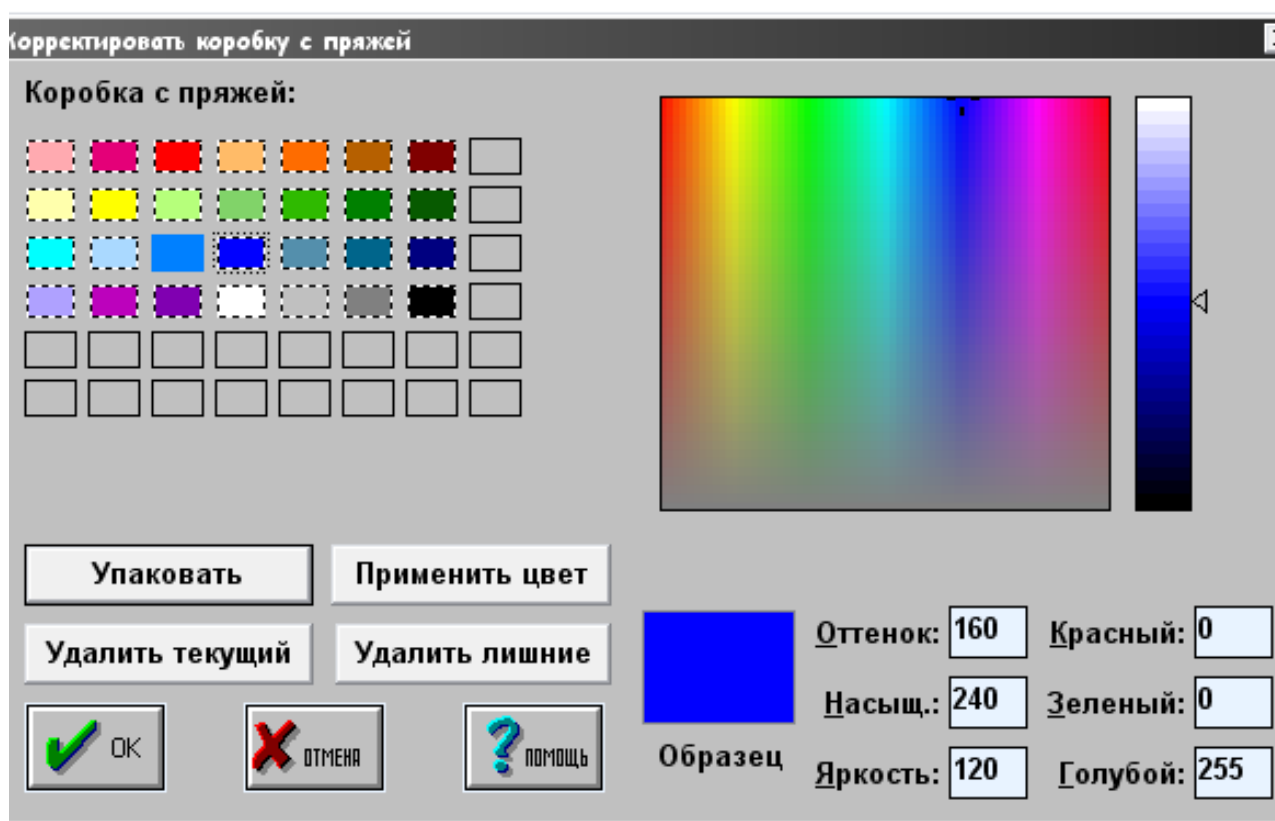 Корректировать коробку с пряжей
Коробка с пряжей:
Упаковать
Применить цвет
Удалить текущий
Удалить лишние
OK
ОТМЕНА
ПОМОЩЬ
Образец
Оттенок: 160
Красный: 0
Насыщ.: 240
Зеленый: 0
Яркость: 120
Голубой: 255